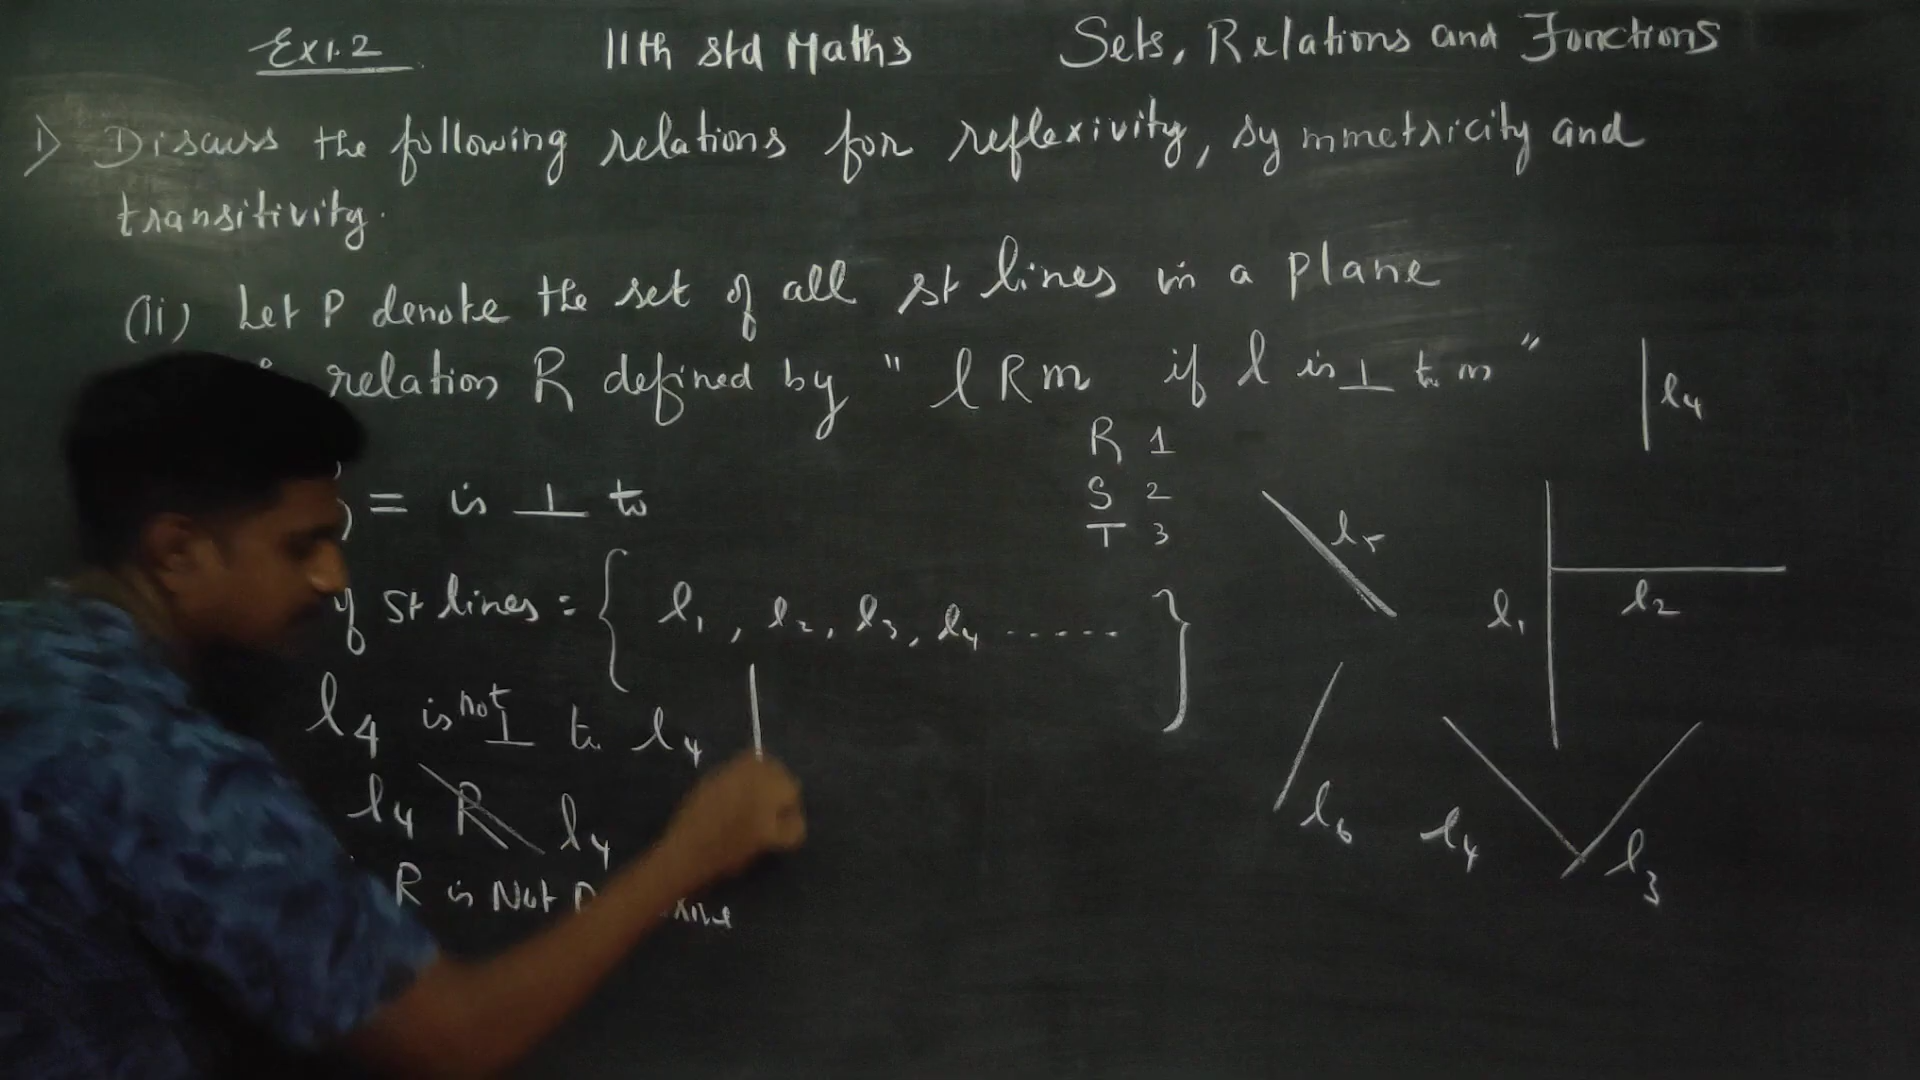 Ex 1.2 11th std Maths Sets, Relations and Fonctions
1) Discuss the following relations for reflexivity, symmetricity and
transitivity.
(ii) Let P denote the set of all st lines in a plane
relation R defined by " l R m if l is ⊥ to m "
l4
R 1
) = is ⊥ to
S 2
T 3
l5
St lines = { l1, l2, l3, l4 ...... }
l1 l2
l4 is not ⊥ to l4
l4 R̸ l4
l6 l4 l3
R is Not